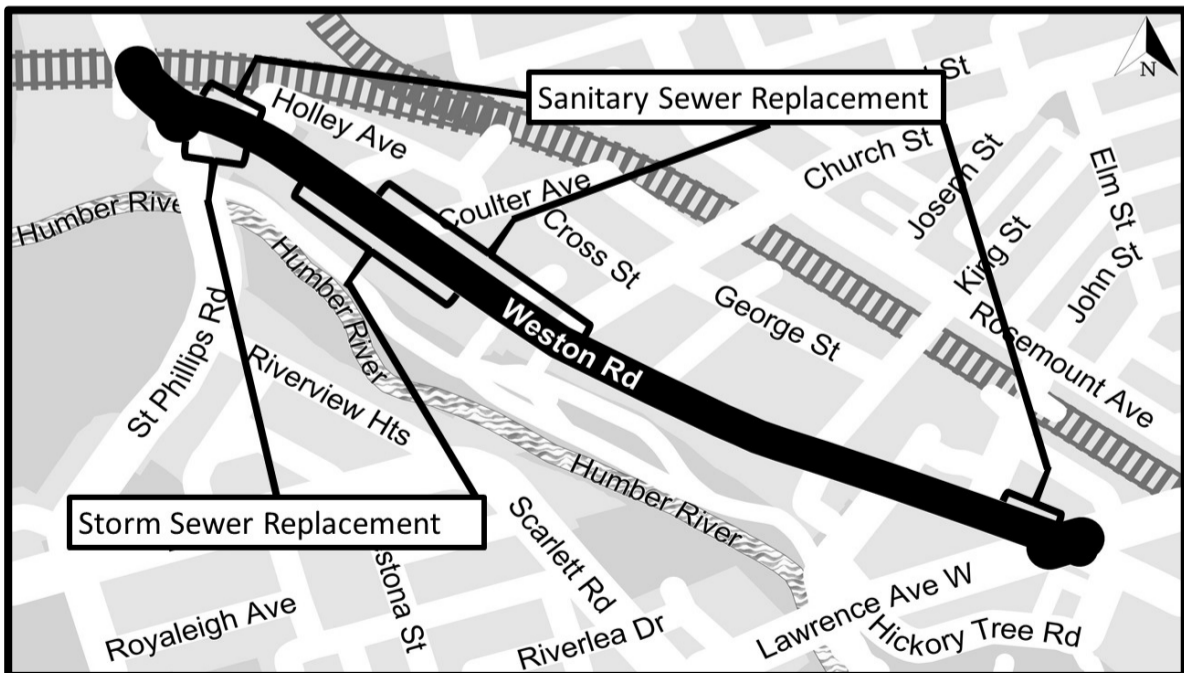 N
Sanitary Sewer Replacement
St
Holley Ave
Church St
Joseph St
Elm St
Coulter Ave
Cross St
King St
John St
Humber River
Humber River
George St
Rosemount Ave
Weston Rd
St Phillips Rd
Riverview Hts
Humber River
Storm Sewer Replacement
Scarlett Rd
stona St
Lawrence Ave W
Royaleigh Ave
Riverlea Dr
Hickory Tree Rd